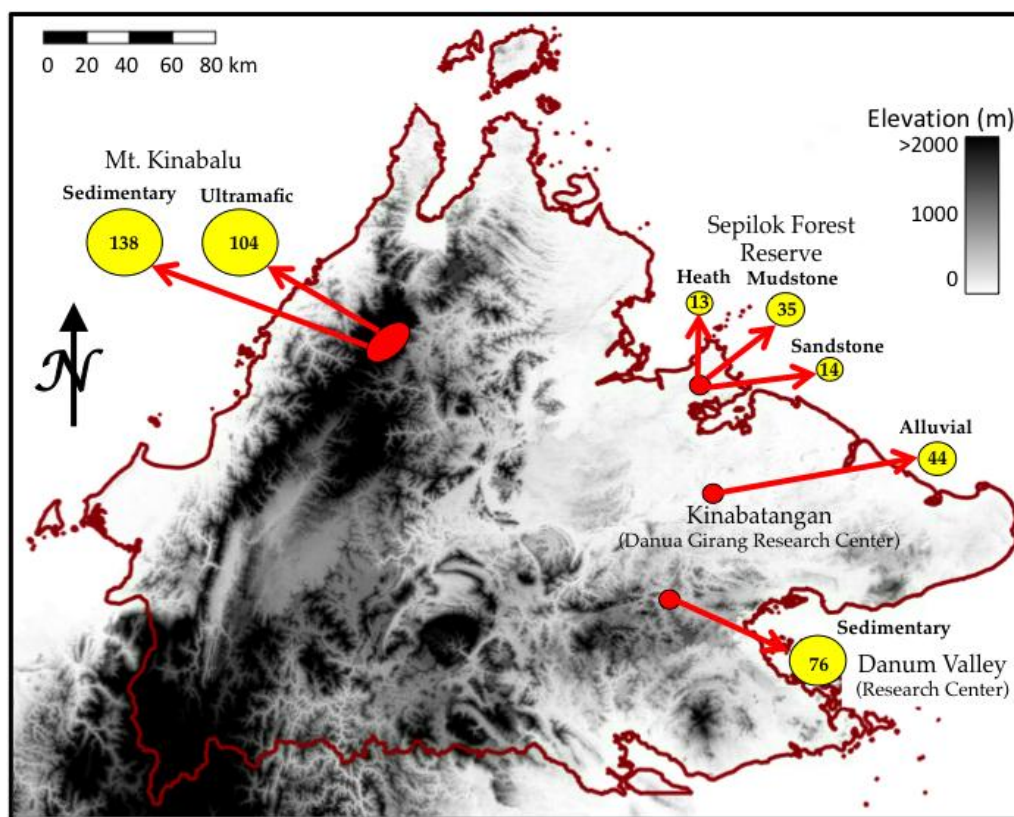 0 20 40 60 80 km
Elevation (m)
>2000
1000
0
Mt. Kinabalu
Sedimentary Ultramafic
138 104
N
Sepilok Forest
Reserve
Heath Mudstone
13 35
Sandstone
14
Alluvial
44
Kinabatangan
(Danua Girang Research Center)
Sedimentary
76
Danum Valley
(Research Center)